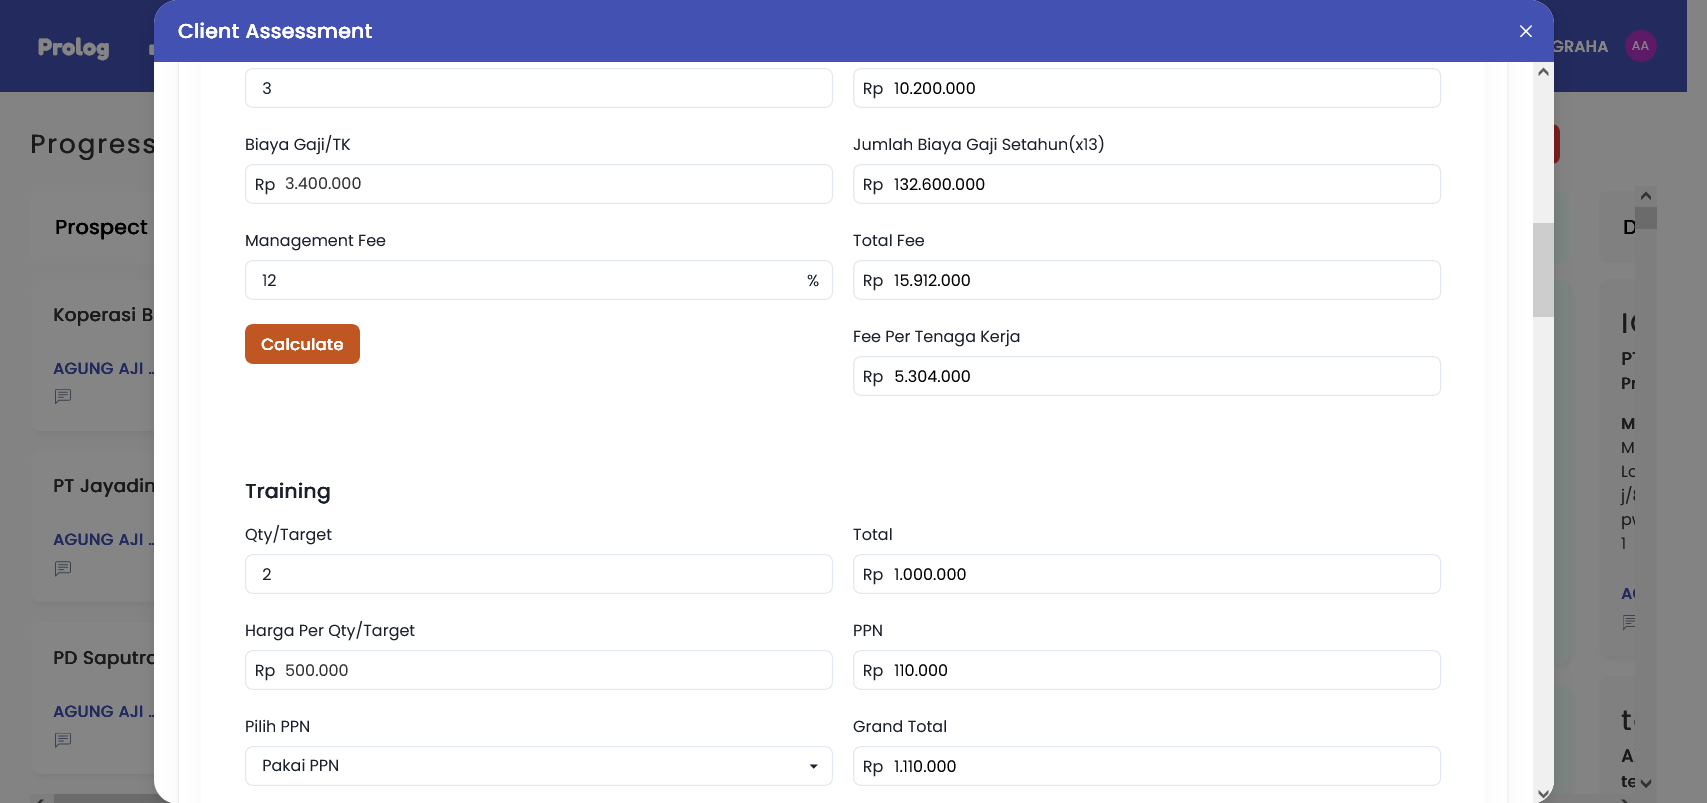 Client Assessment
Prolog
GRAHA
AA
Progress
3
Rp 10.200.000
Biaya Gaji/TK
Jumlah Biaya Gaji Setahun(x13)
Rp 3.400.000
Rp 132.600.000
Prospect
D
Management Fee
Total Fee
12 %
Rp 15.912.000
Koperasi B
Calculate
Fee Per Tenaga Kerja
AGUNG AJI ..
Rp 5.304.000
PT Jayadin
Training
AGUNG AJI ..
Qty/Target
Total
2
Rp 1.000.000
PD Saputra
Harga Per Qty/Target
PPN
Rp 500.000
Rp 110.000
AGUNG AJI ..
Pilih PPN
Grand Total
Pakai PPN
Rp 1.110.000